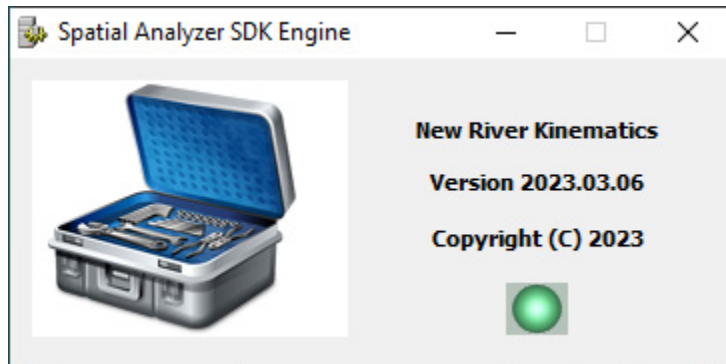 Spatial Analyzer SDK Engine
New River Kinematics
Version 2023.03.06
Copyright (C) 2023